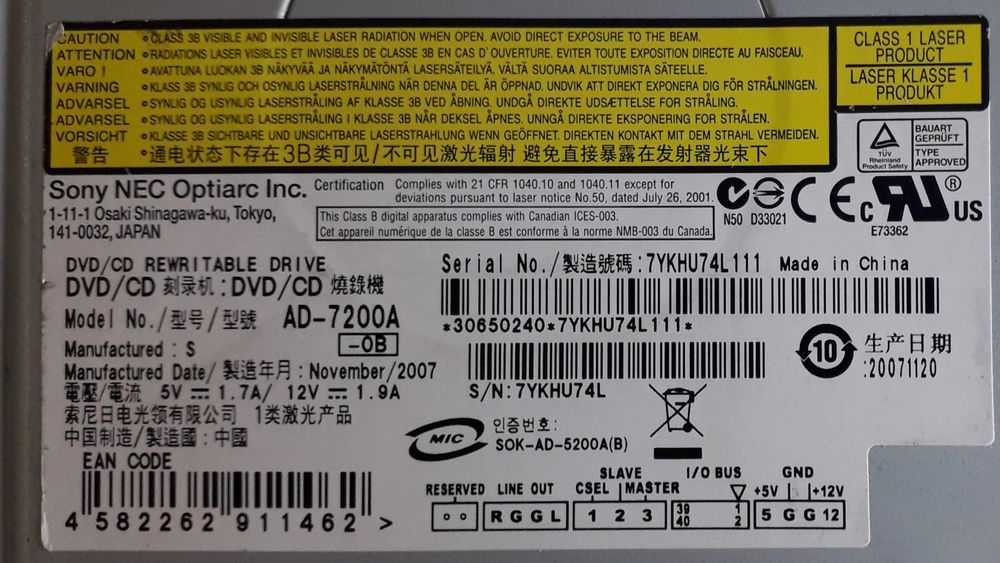 CAUTION ∘CLASS 3B VISIBLE AND INVISIBLE LASER RADIATION WHEN OPEN. AVOID DIRECT EXPOSURE TO THE BEAM.
ATTENTION ∘RADIATIONS LASER VISIBLES ET INVISIBLES DE CLASSE 3B EN CAS D'OUVERTURE. EVITER TOUTE EXPOSITION DIRECTE AU FAISCEAU.
VARO ! ∘AVATTUNA LUOKAN 3B NÄKYVÄÄ JA NÄKYMÄTÖNTÄ LASERSÄTEILYÄ. VÄLTÄ SUORAA ALTISTUMISTA SÄTEELLE.
VARNING ∘KLASS 3B SYNLIG OCH OSYNLIG LASERSTRÅLNING NÄR DENNA DEL ÄR ÖPPNAD. UNDVIK ATT DIREKT EXPONERA DIG FÖR STRÅLNINGEN.
ADVARSEL ∘SYNLIG OG USYNLIG LASERSTRÅLING AF KLASSE 3B VED ÅBNING. UNDGÅ DIREKTE UDSÆTTELSE FOR STRÅLING.
ADVARSEL ∘SYNLIG OG USYNLIG LASERSTRÅLING I KLASSE 3B NÅR DEKSEL ÅPNES. UNNGÅ DIREKTE EKSPONERING FOR STRÅLEN.
VORSICHT ∘KLASSE 3B SICHTBARE UND UNSICHTBARE LASERSTRAHLUNG WENN GEÖFFNET. DIREKTEN KONTAKT MIT DEM STRAHL VERMEIDEN.
警告 ∘通电状态下存在3B类可见/不可见激光辐射 避免直接暴露在发射器光束下
CLASS 1 LASER
PRODUCT
LASER KLASSE 1
PRODUKT
TÜV
Rheinland
Product Safety
BAUART
GEPRÜFT
TYPE
APPROVED
Sony NEC Optiarc Inc.
1-11-1 Osaki Shinagawa-ku, Tokyo,
141-0032, JAPAN
Certification Complies with 21 CFR 1040.10 and 1040.11 except for
deviations pursuant to laser notice No.50, dated July 26, 2001.
This Class B digital apparatus complies with Canadian ICES-003.
Cet appareil numérique de la classe B est conforme à la norme NMB-003 du Canada.
N50 D33021
CE
c RU ® US
E73362
DVD/CD REWRITABLE DRIVE
DVD/CD 刻录机:DVD/CD 燒錄機
Model No./型号/型號 AD-7200A
-0B
Manufactured : S
Manufactured Date/ 製造年月:November/2007
電壓/電流 5V ⎓ 1.7A/ 12V ⎓ 1.9A
索尼日电光领有限公司 1类激光产品
中国制造/製造國:中國
EAN CODE
4 582262 911462 >
Serial No./製造號碼:7YKHU74L111 Made in China
*30650240*7YKHU74L111*
S/N:7YKHU74L
10
生产日期
:20071120
MIC
인증번호:
SOK-AD-5200A(B)
RESERVED LINE OUT CSEL SLAVE MASTER I/O BUS +5V GND +12V
R G G L 1 2 3 39 1 5 G G 12
40 2